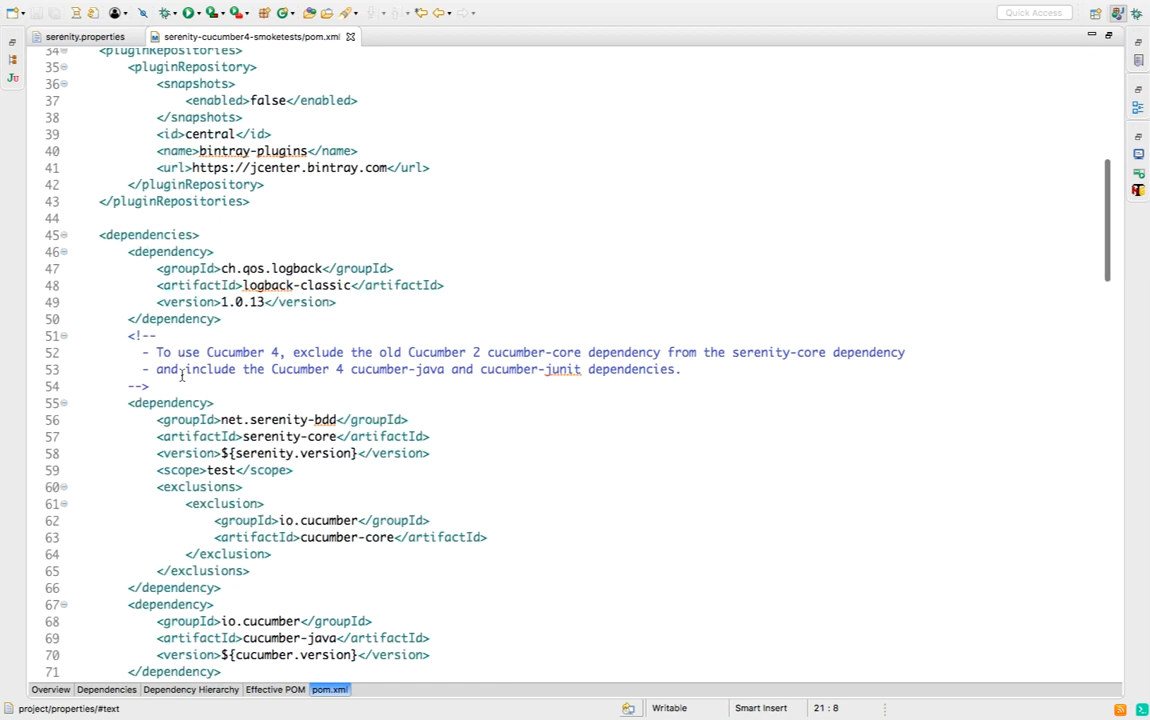 Quick Access
serenity.properties
serenity-cucumber4-smoketests/pom.xml
34 <pluginRepositories>
35 <pluginRepository>
36 <snapshots>
37 <enabled>false</enabled>
38 </snapshots>
39 <id>central</id>
40 <name>bintray-plugins</name>
41 <url>https://jcenter.bintray.com</url>
42 </pluginRepository>
43 </pluginRepositories>
44
45 <dependencies>
46 <dependency>
47 <groupId>ch.qos.logback</groupId>
48 <artifactId>logback-classic</artifactId>
49 <version>1.0.13</version>
50 </dependency>
51 <!--
52 - To use Cucumber 4, exclude the old Cucumber 2 cucumber-core dependency from the serenity-core dependency
53 - and include the Cucumber 4 cucumber-java and cucumber-junit dependencies.
54 -->
55 <dependency>
56 <groupId>net.serenity-bdd</groupId>
57 <artifactId>serenity-core</artifactId>
58 <version>${serenity.version}</version>
59 <scope>test</scope>
60 <exclusions>
61 <exclusion>
62 <groupId>io.cucumber</groupId>
63 <artifactId>cucumber-core</artifactId>
64 </exclusion>
65 </exclusions>
66 </dependency>
67 <dependency>
68 <groupId>io.cucumber</groupId>
69 <artifactId>cucumber-java</artifactId>
70 <version>${cucumber.version}</version>
71 </dependency>
Overview Dependencies Dependency Hierarchy Effective POM pom.xml
project/properties/#text Writable Smart Insert 21 : 8